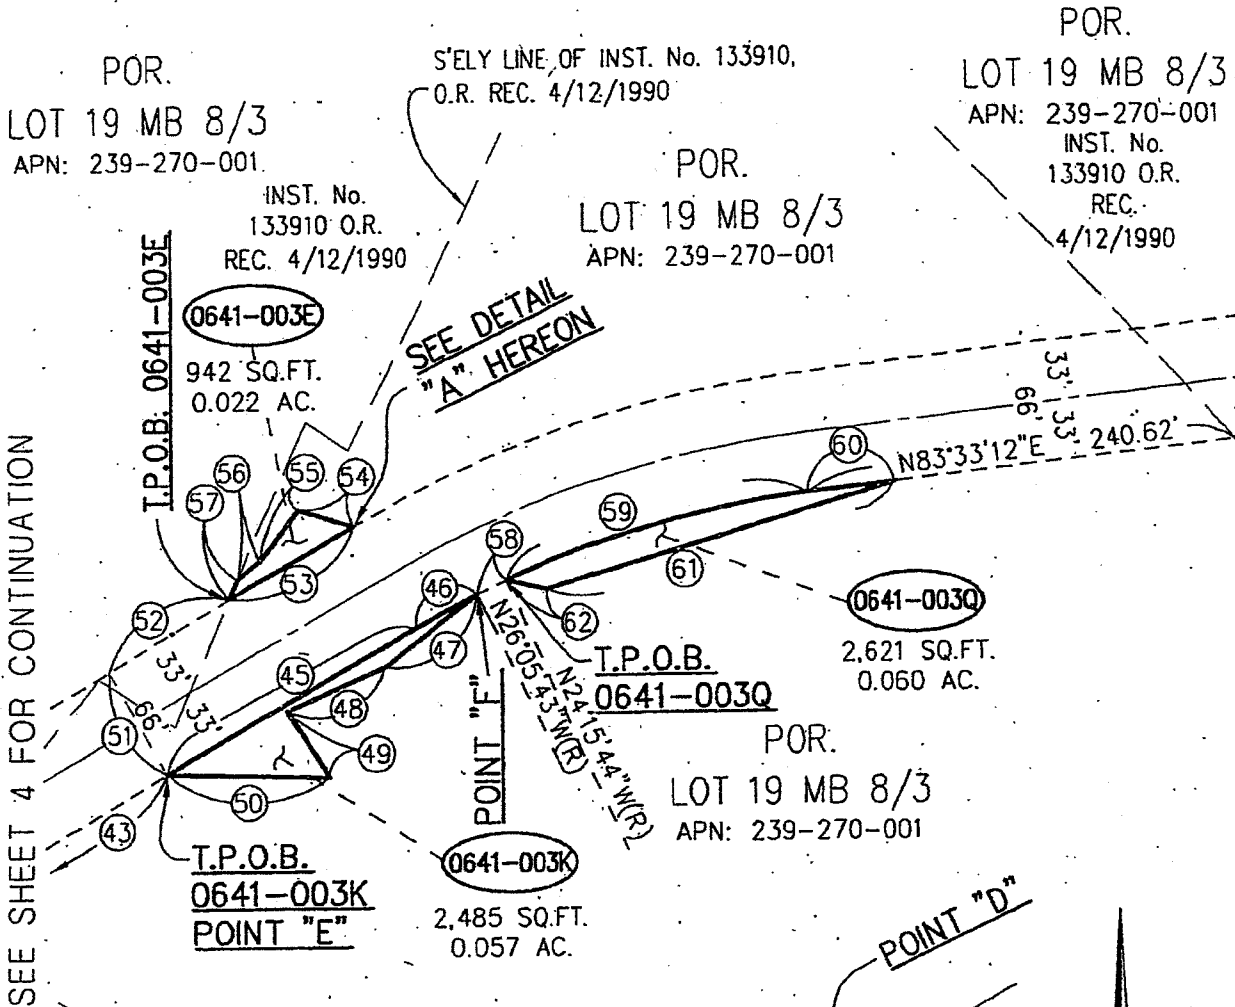 POR.
LOT 19 MB 8/3
APN: 239-270-001
INST. No.
133910 O.R.
REC. 4/12/1990
S'ELY LINE OF INST. No. 133910,
O.R. REC. 4/12/1990
POR.
LOT 19 MB 8/3
APN: 239-270-001
POR.
LOT 19 MB 8/3
APN: 239-270-001
INST. No.
133910 O.R.
REC.
4/12/1990
T.P.O.B. 0641-003E
0641-003E
942 SQ.FT.
0.022 AC.
SEE DETAIL
"A" HEREON
33'
66'
33'
N83°33'12"E 240.62'
60
59
61
58
62
57
56
55
54
53
52
51
46
47
45
48
49
50
43
33'
66'
33'
SEE SHEET 4 FOR CONTINUATION
N26°05'43"W(R)
N24°15'44"W(R)
POINT "F"
T.P.O.B.
0641-003Q
0641-003Q
2,621 SQ.FT.
0.060 AC.
POR.
LOT 19 MB 8/3
APN: 239-270-001
T.P.O.B.
0641-003K
POINT "E"
0641-003K
2,485 SQ.FT.
0.057 AC.
POINT "D"